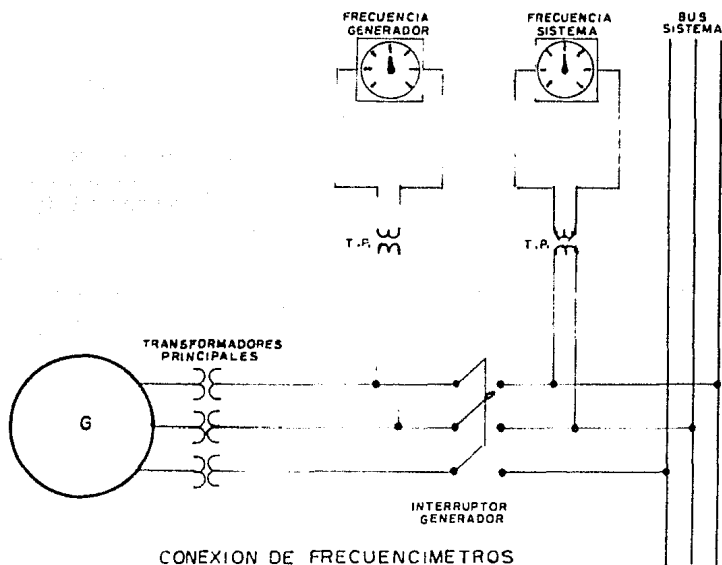 FRECUENCIA
GENERADOR
FRECUENCIA
SISTEMA
BUS
SISTEMA
T.P.
T.P.
TRANSFORMADORES
PRINCIPALES
G
INTERRUPTOR
GENERADOR
CONEXION DE FRECUENCIMETROS